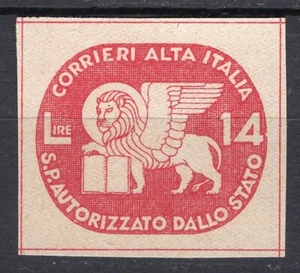 CORRIERI ALTA ITALIA
LIRE 14
S.P. AUTORIZZATO DALLO STATO